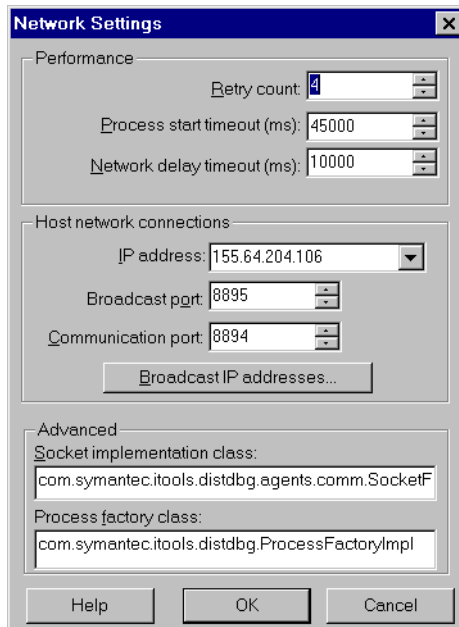 Network Settings
Performance
Retry count: 4
Process start timeout (ms): 45000
Network delay timeout (ms): 10000
Host network connections
IP address: 155.64.204.106
Broadcast port: 8895
Communication port: 8894
Broadcast IP addresses...
Advanced
Socket implementation class:
com.symantec.itools.distdbg.agents.comm.SocketF
Process factory class:
com.symantec.itools.distdbg.ProcessFactoryImpl
Help OK Cancel